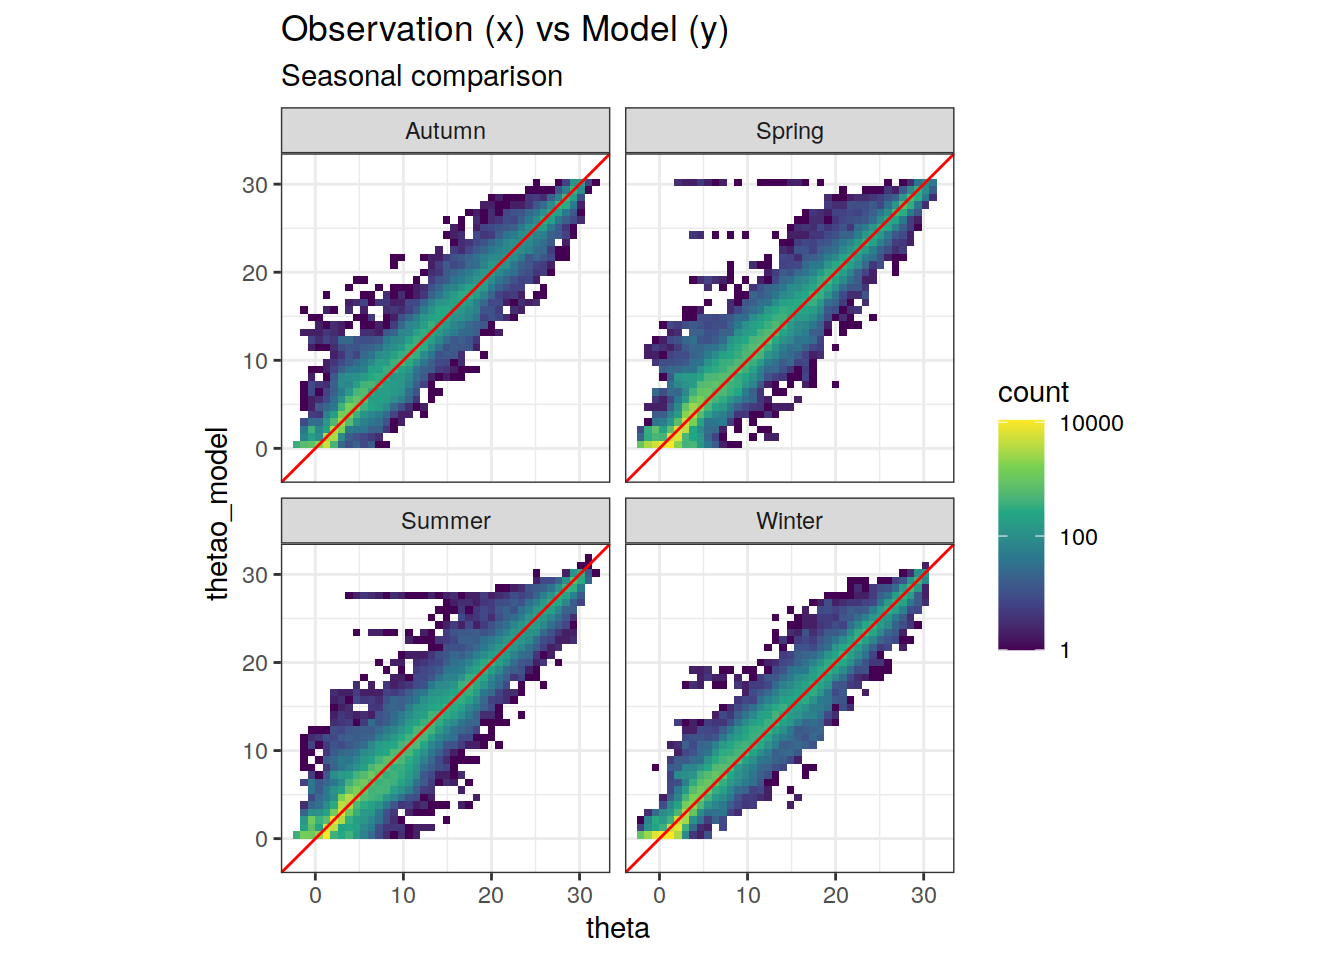 Observation (x) vs Model (y)
Seasonal comparison
Autumn
Spring
30
20
10
0
Summer
Winter
30
20
10
0
0
10
20
30
0
10
20
30
theta
thetao_model
count
10000
100
1